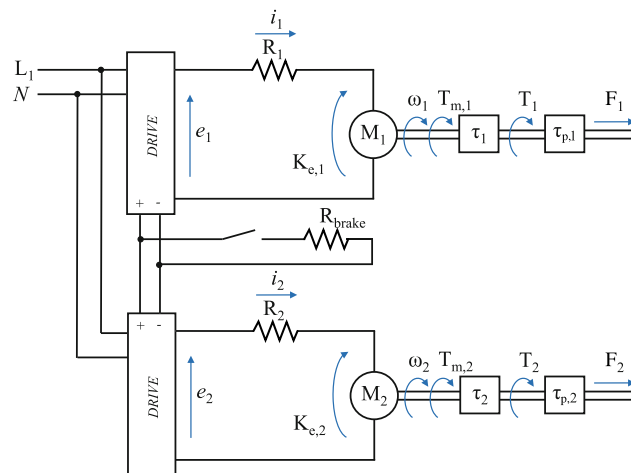 i₁
R₁
L₁
N
DRIVE
e₁
Kₑ,₁
M₁
ω₁
Tₘ,₁
τ₁
T₁
τₚ,₁
F₁
+ -
R_brake
i₂
R₂
+ -
DRIVE
e₂
Kₑ,₂
M₂
ω₂
Tₘ,₂
τ₂
T₂
τₚ,₂
F₂